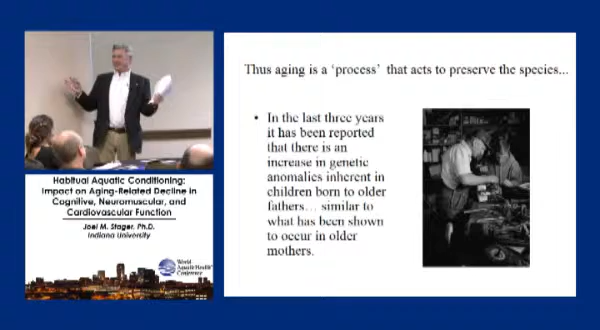 Thus aging is a ‘process’ that acts to preserve the species...
• In the last three years
it has been reported
that there is an
increase in genetic
anomalies inherent in
children born to older
fathers… similar to
what has been shown
to occur in older
mothers.
Habitual Aquatic Conditioning:
Impact on Aging-Related Decline in
Cognitive, Neuromuscular, and
Cardiovascular Function
Joel M. Stager, Ph.D.
Indiana University
World
Aquatic Health
Conference